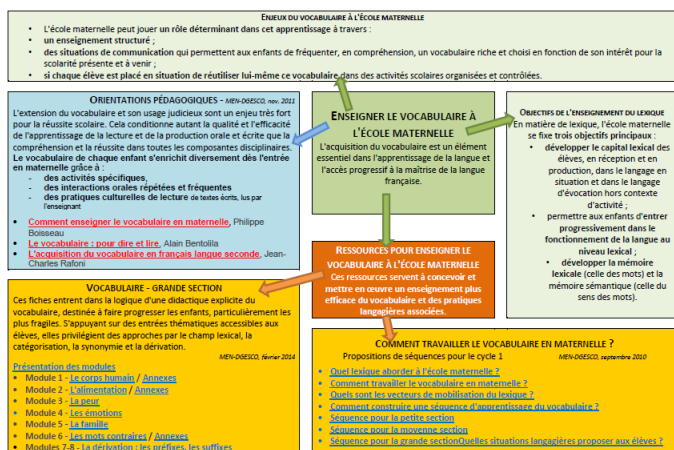 ENJEUX DU VOCABULAIRE À L'ÉCOLE MATERNELLE
• L'école maternelle peut jouer un rôle déterminant dans cet apprentissage à travers :
• un enseignement structuré ;
• des situations de communication qui permettent aux enfants de fréquenter, en compréhension, un vocabulaire riche et choisi en fonction de son intérêt pour la
scolarité présente et à venir ;
• si chaque élève est placé en situation de réutiliser lui-même ce vocabulaire dans des activités scolaires organisées et contrôlées.
ORIENTATIONS PÉDAGOGIQUES - MEN-DGESCO, nov. 2011
L'extension du vocabulaire et son usage judicieux sont un enjeu très fort
pour la réussite scolaire. Cela conditionne autant la qualité et l'efficacité
de l'apprentissage de la lecture et de la production orale et écrite que la
compréhension et la réussite dans toutes les composantes disciplinaires.
Le vocabulaire de chaque enfant s'enrichit diversement dès l'entrée
en maternelle grâce à :
- des activités spécifiques,
- des interactions orales répétées et fréquentes
- des pratiques culturelles de lecture de textes écrits, lus par
l'enseignant
• Comment enseigner le vocabulaire en maternelle, Philippe
Boisseau
• Le vocabulaire : pour dire et lire, Alain Bentolila
• L'acquisition du vocabulaire en français langue seconde, Jean-
Charles Rafoni
ENSEIGNER LE VOCABULAIRE À
L'ÉCOLE MATERNELLE
L'acquisition du vocabulaire est un élément
essentiel dans l'apprentissage de la langue et
l'accès progressif à la maîtrise de la langue
française.
OBJECTIFS DE L'ENSEIGNEMENT DU LEXIQUE
En matière de lexique, l'école maternelle
se fixe trois objectifs principaux :
• développer le capital lexical des
élèves, en réception et en
production, dans le langage en
situation et dans le langage
d'évocation hors contexte
d'activité ;
• permettre aux enfants d'entrer
progressivement dans le
fonctionnement de la langue au
niveau lexical ;
• développer la mémoire
lexicale (celle des mots) et la
mémoire sémantique (celle du
sens des mots).
RESSOURCES POUR ENSEIGNER LE
VOCABULAIRE À L'ÉCOLE MATERNELLE
Ces ressources servent à concevoir et
mettre en œuvre un enseignement plus
efficace du vocabulaire et des pratiques
langagières associées.
VOCABULAIRE - GRANDE SECTION
Ces fiches entrent dans la logique d'une didactique explicite du
vocabulaire, destinée à faire progresser les enfants, particulièrement les
plus fragiles. S'appuyant sur des entrées thématiques accessibles aux
élèves, elles privilégient des approches par le champ lexical, la
catégorisation, la synonymie et la dérivation.
MEN-DGESCO, février 2014
Présentation des modules
• Module 1 - Le corps humain / Annexes
• Module 2 - L'alimentation / Annexes
• Module 3 - La peur
• Module 4 - Les émotions
• Module 5 - La famille
• Module 6 - Les mots contraires / Annexes
• Modules 7-8 - La dérivation : les préfixes, les suffixes
COMMENT TRAVAILLER LE VOCABULAIRE EN MATERNELLE ?
Propositions de séquences pour le cycle 1 MEN-DGESCO, septembre 2010
• Quel lexique aborder à l'école maternelle ?
• Comment travailler le vocabulaire en maternelle ?
• Quels sont les vecteurs de mobilisation du lexique ?
• Comment construire une séquence d'apprentissage du vocabulaire ?
• Séquence pour la petite section
• Séquence pour la moyenne section
• Séquence pour la grande sectionQuelles situations langagières proposer aux élèves ?